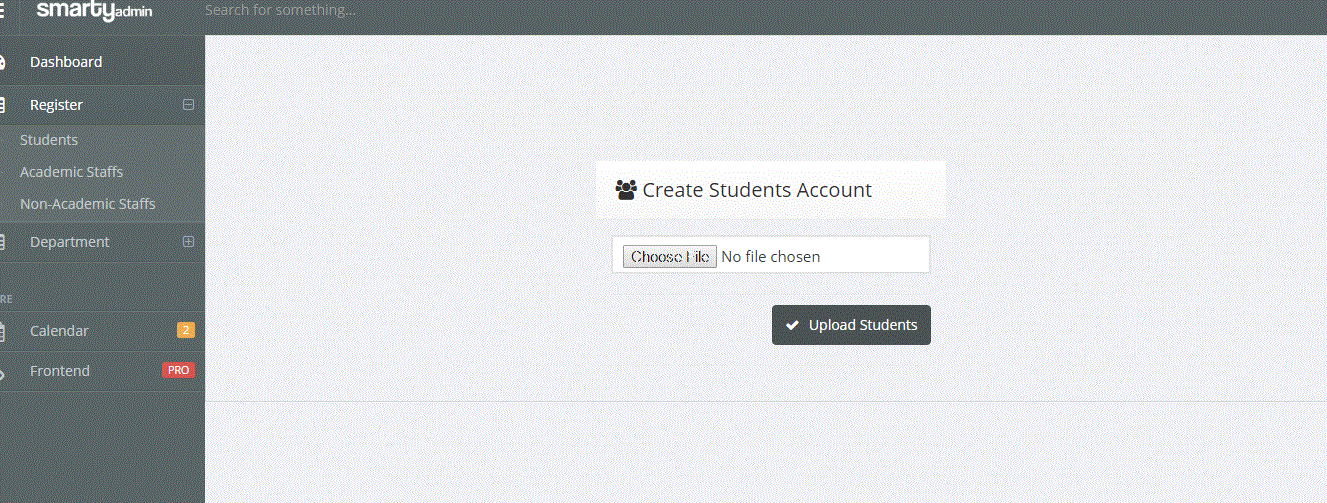 smartyadmin
Search for something...
Dashboard
Register
Students
Academic Staffs
Non-Academic Staffs
Department
RE
Calendar 2
Frontend PRO
Create Students Account
Choose File No file chosen
Upload Students